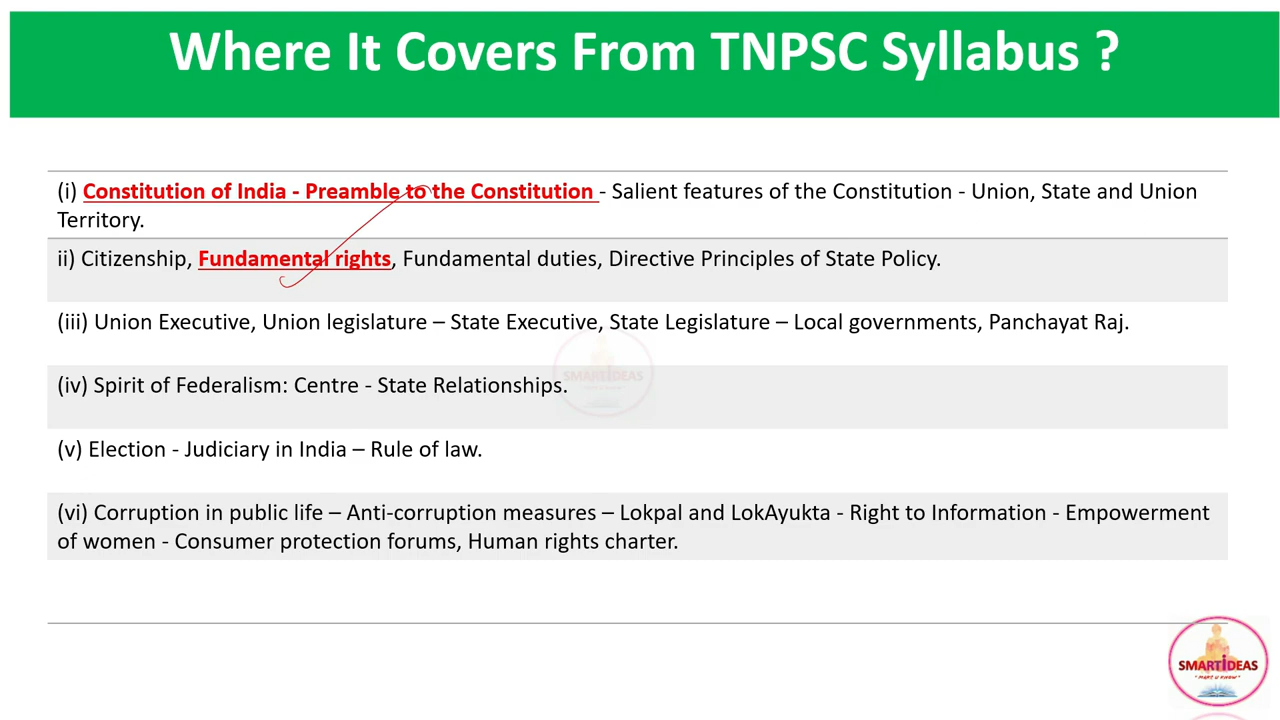 Where It Covers From TNPSC Syllabus ?
(i) Constitution of India - Preamble to the Constitution - Salient features of the Constitution - Union, State and Union
Territory.
ii) Citizenship, Fundamental rights, Fundamental duties, Directive Principles of State Policy.
(iii) Union Executive, Union legislature – State Executive, State Legislature – Local governments, Panchayat Raj.
SMARTIDEAS
(iv) Spirit of Federalism: Centre - State Relationships.
(v) Election - Judiciary in India – Rule of law.
(vi) Corruption in public life – Anti-corruption measures – Lokpal and LokAyukta - Right to Information - Empowerment
of women - Consumer protection forums, Human rights charter.
SMARTiDEAS
"MAKE U KNOW"